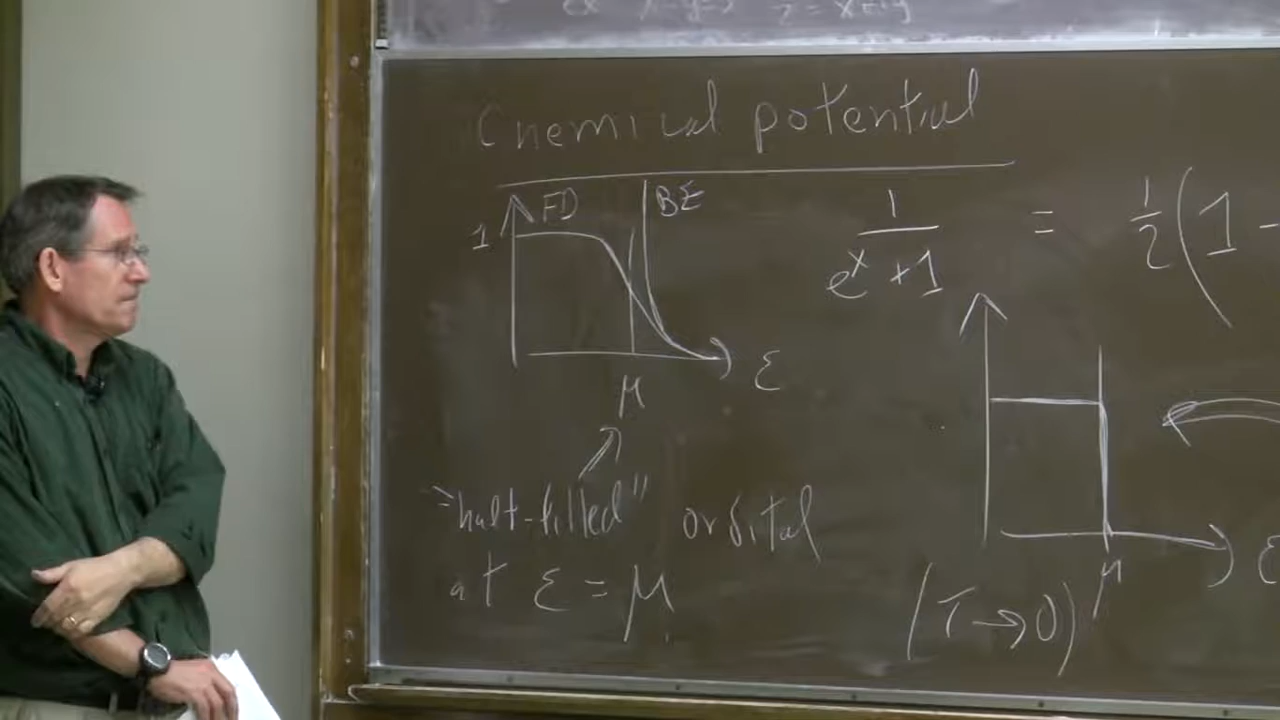 Chemical potential
1 FD BE
μ ε
"half-filled" orbital
at ε = μ
1 / (e^x + 1) = 1/2 (1 -
μ ε
(T → 0)